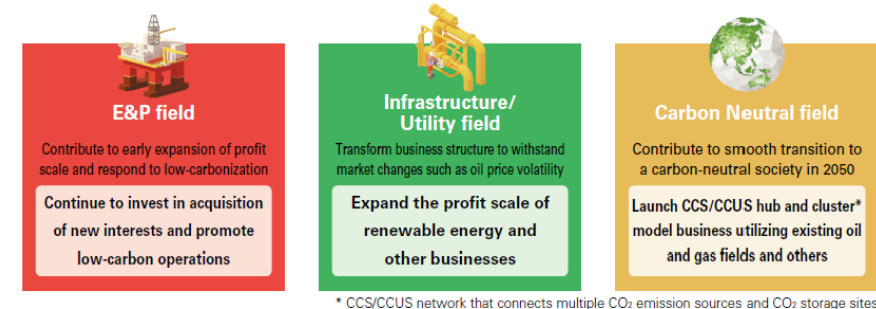 E&P field
Contribute to early expansion of profit
scale and respond to low-carbonization
Continue to invest in acquisition
of new interests and promote
low-carbon operations
Infrastructure/
Utility field
Transform business structure to withstand
market changes such as oil price volatility
Expand the profit scale of
renewable energy and
other businesses
Carbon Neutral field
Contribute to smooth transition to
a carbon-neutral society in 2050
Launch CCS/CCUS hub and cluster*
model business utilizing existing oil
and gas fields and others
* CCS/CCUS network that connects multiple CO₂ emission sources and CO₂ storage sites